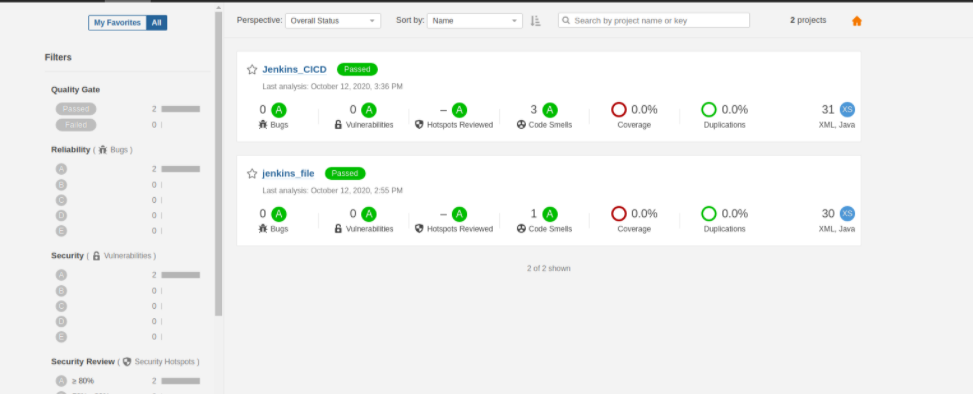 My Favorites All
Perspective: Overall Status Sort by: Name Search by project name or key 2 projects
Filters
Quality Gate
Passed 2
Failed 0
Reliability ( Bugs )
A 2
B 0
C 0
D 0
E 0
Security ( Vulnerabilities )
A 2
B 0
C 0
D 0
E 0
Security Review ( Security Hotspots )
A ≥ 80% 2
Jenkins_CICD Passed
Last analysis: October 12, 2020, 3:36 PM
0 A 0 A – A 3 A 0.0% 0.0% 31 XS
Bugs Vulnerabilities Hotspots Reviewed Code Smells Coverage Duplications XML, Java
jenkins_file Passed
Last analysis: October 12, 2020, 2:55 PM
0 A 0 A – A 1 A 0.0% 0.0% 30 XS
Bugs Vulnerabilities Hotspots Reviewed Code Smells Coverage Duplications XML, Java
2 of 2 shown